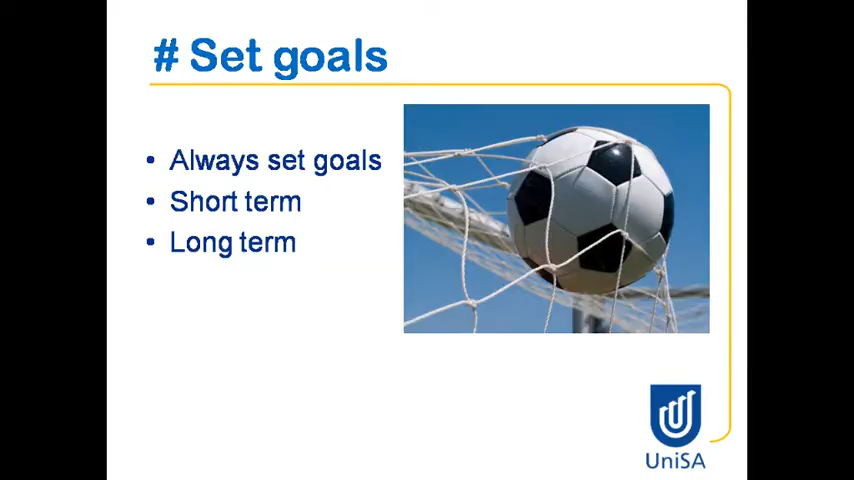 # Set goals
• Always set goals
• Short term
• Long term
UniSA